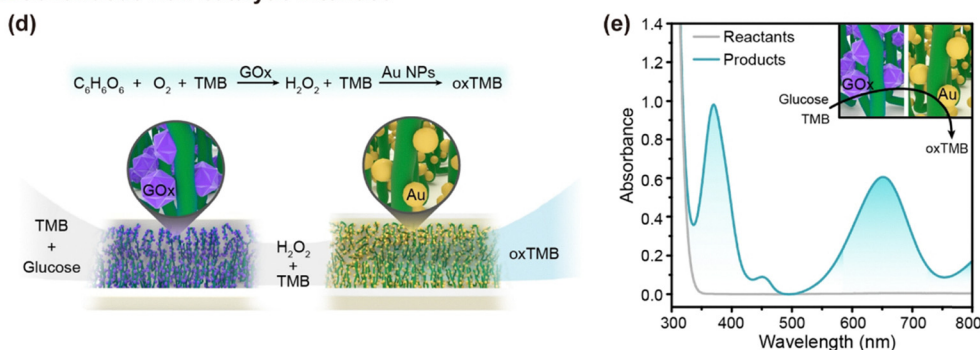 (d)
C6H6O6 + O2 + TMB GOx H2O2 + TMB Au NPs oxTMB
GOx
Au
TMB
+
Glucose
H2O2
+
TMB
oxTMB
(e)
Absorbance
1.4
1.2
1.0
0.8
0.6
0.4
0.2
0.0
Reactants
Products
GOx
Au
Glucose
TMB
oxTMB
300 400 500 600 700 800
Wavelength (nm)